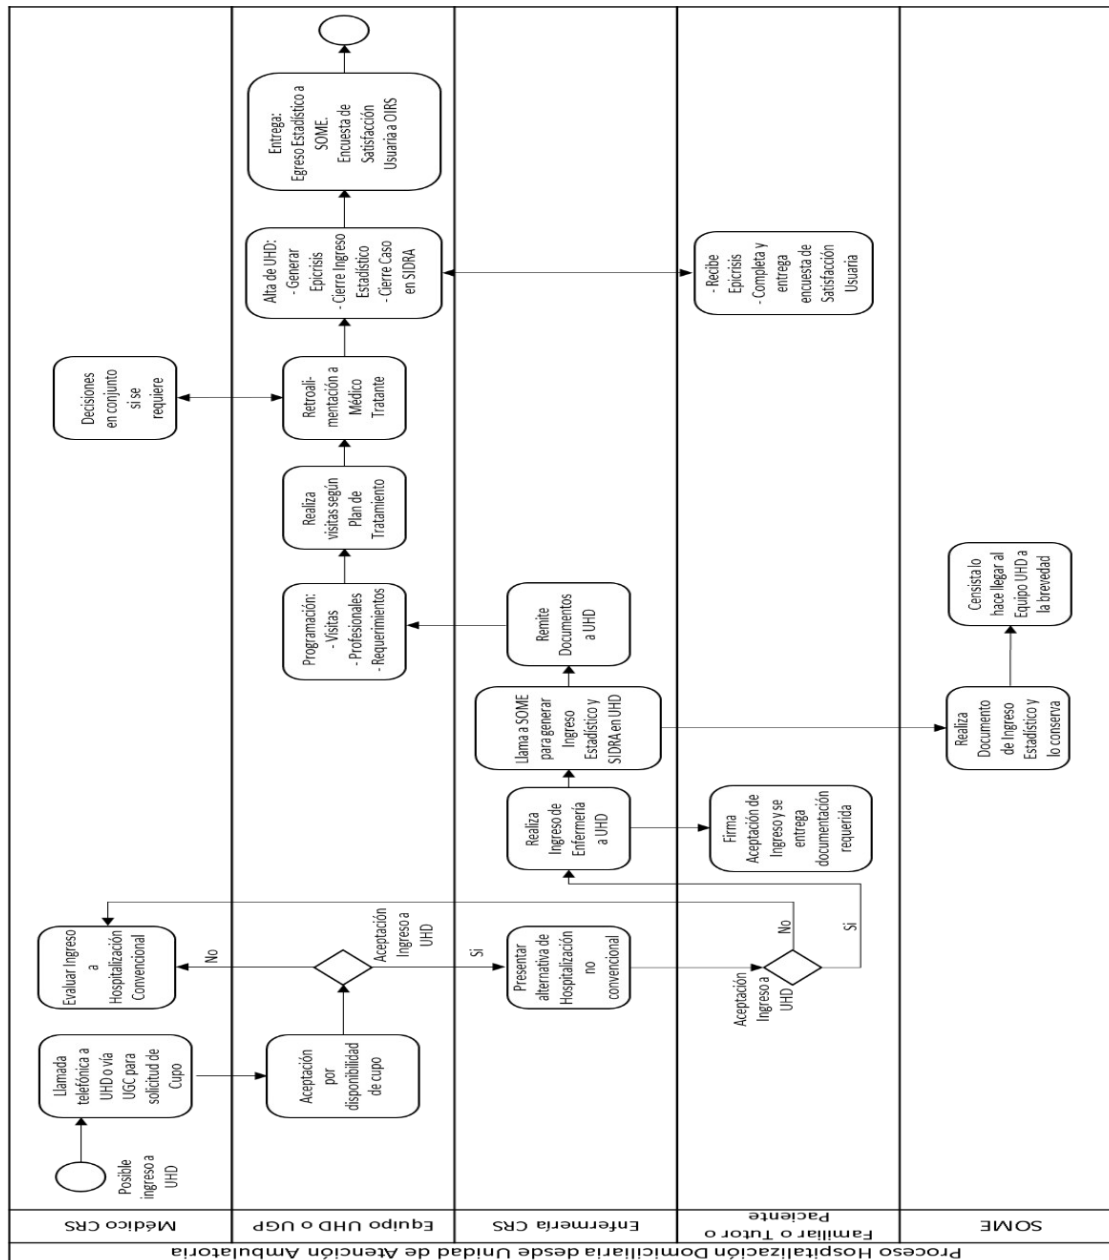 Proceso Hospitalización Domiciliaria desde Unidad de Atención Ambulatoria
Médico CRS
Posible
ingreso a
UHD
Llamada
telefónica a
UHD o vía
UGC para
solicitud de
Cupo
Evaluar Ingreso
a
Hospitalización
Convencional
Decisiones
en conjunto
si se
requiere
Equipo UHD o UGP
Aceptación
por
disponibilidad
de cupo
No
Aceptación
Ingreso a
UHD
Si
Programación:
- Visitas
- Profesionales
- Requerimientos
Realiza
visitas según
Plan de
Tratamiento
Retroali-
mentación a
Médico
Tratante
Alta de UHD:
- Generar
Epicrisis
- Cierre Ingreso
Estadístico
- Cierre Caso
en SIDRA
Entrega:
Egreso Estadístico a
SOME.
Encuesta de
Satisfacción
Usuaria a OIRS
Enfermería CRS
Presentar
alternativa de
Hospitalización
no
convencional
Realiza
Ingreso de
Enfermería
a UHD
Llama a SOME
para generar
Ingreso
Estadístico y
SIDRA en UHD
Remite
Documentos
a UHD
Familiar o Tutor o
Paciente
Aceptación
Ingreso a
UHD
No
Si
Firma
Aceptación de
Ingreso y se
entrega
documentación
requerida
- Recibe
Epicrisis
- Completa y
entrega
encuesta de
Satisfacción
Usuaria
SOME
Realiza
Documento
de Ingreso
Estadístico y
lo conserva
Censista lo
hace llegar al
Equipo UHD a
la brevedad